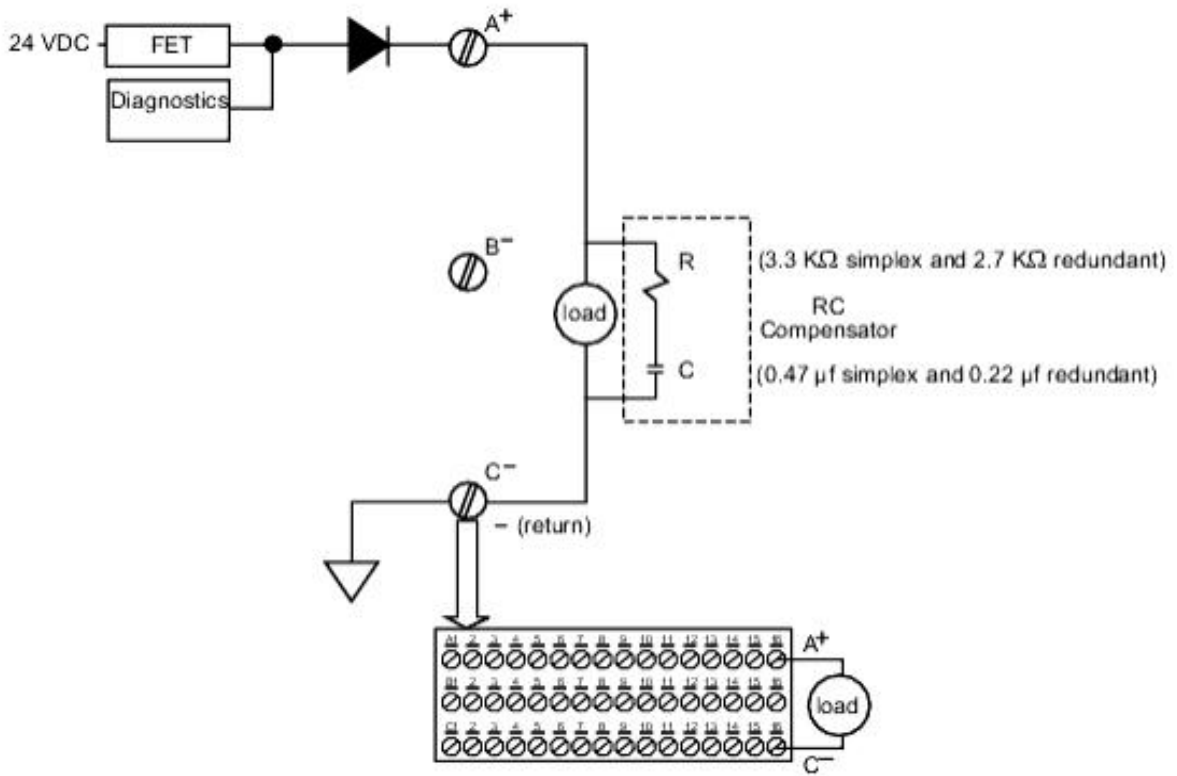 24 VDC
FET
A+
Diagnostics
B−
R
(3.3 KΩ simplex and 2.7 KΩ redundant)
load
RC
Compensator
C
(0.47 µf simplex and 0.22 µf redundant)
C−
− (return)
A1 2 3 4 5 6 7 8 9 10 11 12 13 14 15 16
A+
B1 2 3 4 5 6 7 8 9 10 11 12 13 14 15 16
load
C1 2 3 4 5 6 7 8 9 10 11 12 13 14 15 16
C−